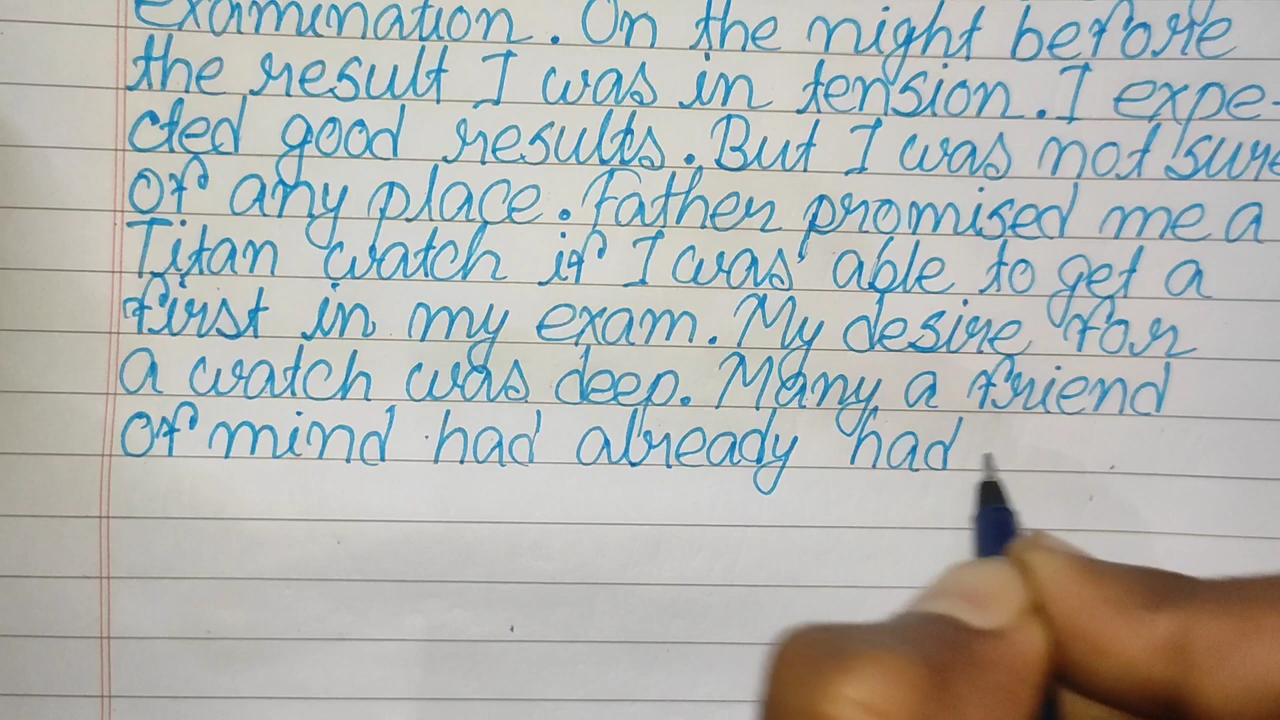 examination. On the night before
the result I was in tension. I expe-
cted good results. But I was not sure
of any place. Father promised me a
Titan watch if I was able to get a
first in my exam. My desire for
a watch was deep. Many a friend
of mind had already had